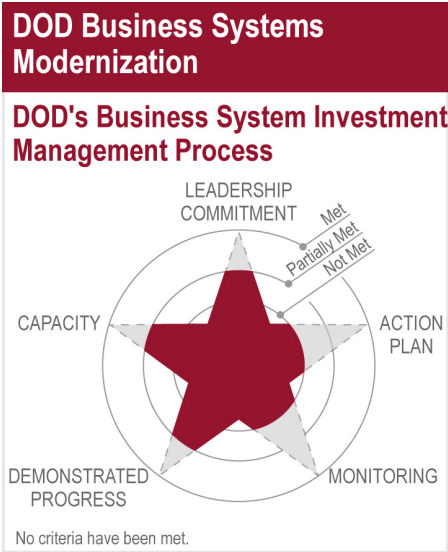 DOD Business Systems
Modernization
DOD's Business System Investment
Management Process
LEADERSHIP
COMMITMENT
Met
Partially Met
Not Met
CAPACITY
ACTION
PLAN
DEMONSTRATED
PROGRESS
MONITORING
No criteria have been met.